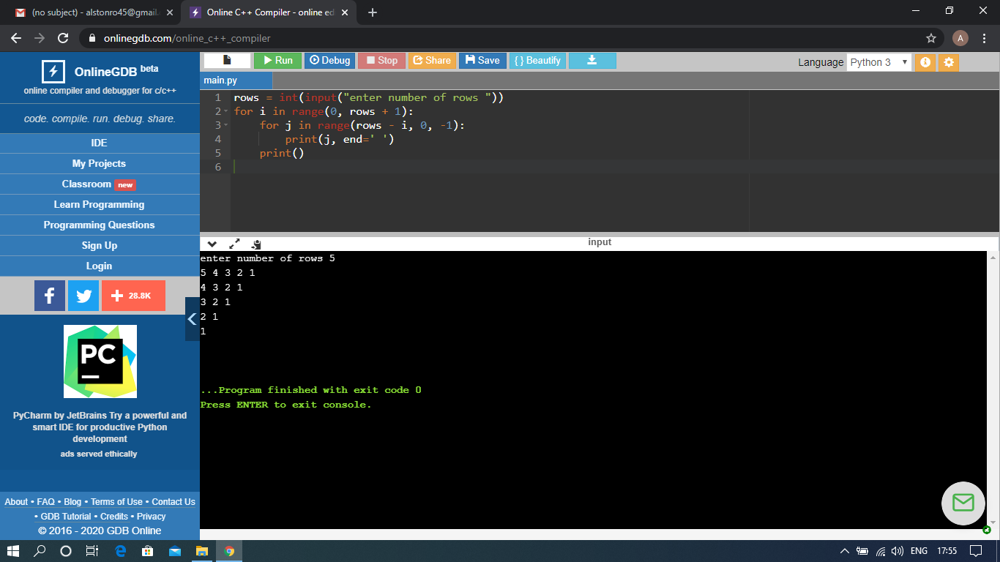 (no subject) - alstonro45@gmail.
Online C++ Compiler - online ed
onlinegdb.com/online_c++_compiler
A
OnlineGDB beta
online compiler and debugger for c/c++
code. compile. run. debug. share.
IDE
My Projects
Classroom new
Learn Programming
Programming Questions
Sign Up
Login
f
28.8K
PC
PyCharm by JetBrains Try a powerful and
smart IDE for productive Python
development
ads served ethically
About • FAQ • Blog • Terms of Use • Contact Us
• GDB Tutorial • Credits • Privacy
© 2016 - 2020 GDB Online
Run Debug Stop Share Save { } Beautify
Language Python 3
main.py
1 rows = int(input("enter number of rows "))
2 for i in range(0, rows + 1):
3     for j in range(rows - i, 0, -1):
4         print(j, end=' ')
5     print()
6
input
enter number of rows 5
5 4 3 2 1
4 3 2 1
3 2 1
2 1
1
...Program finished with exit code 0
Press ENTER to exit console.
ENG 17:55